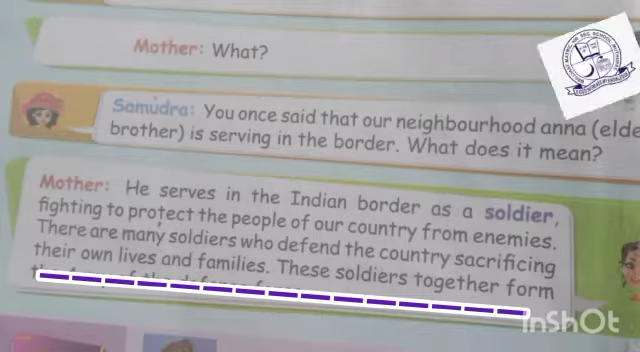 Mother: What?
Samudra: You once said that our neighbourhood anna (elde
brother) is serving in the border. What does it mean?
Mother: He serves in the Indian border as a soldier,
fighting to protect the people of our country from enemies.
There are many soldiers who defend the country sacrificing
their own lives and families. These soldiers together form
InShOt